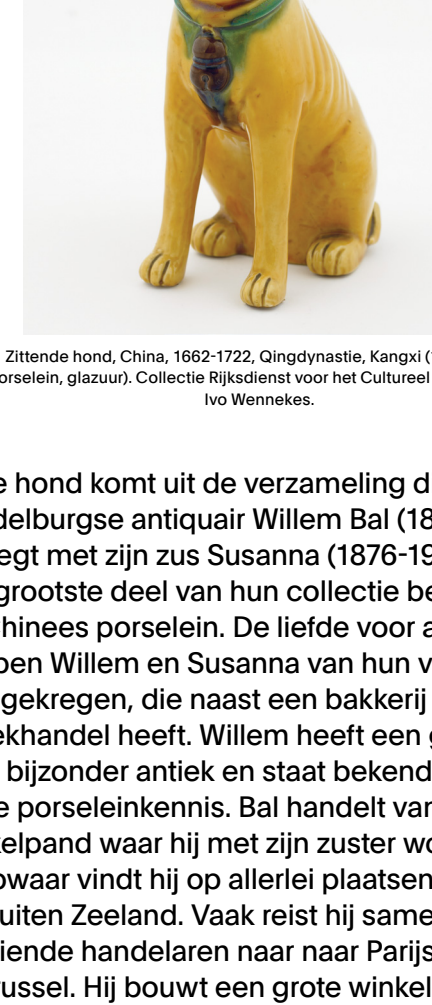 Zittende hond, China, 1662-1722, Qingdynastie, Kangxi (
orselein, glazuur). Collectie Rijksdienst voor het Cultureel
Ivo Wennekes.
e hond komt uit de verzameling d
delburgse antiquair Willem Bal (18
egt met zijn zus Susanna (1876-19
grootste deel van hun collectie be
hinees porselein. De liefde voor a
ben Willem en Susanna van hun v
gekregen, die naast een bakkerij
ekhandel heeft. Willem heeft een g
bijzonder antiek en staat bekend
e porseleinkennis. Bal handelt van
elpand waar hij met zijn zuster wo
pwaar vindt hij op allerlei plaatsen
uiten Zeeland. Vaak reist hij same
iende handelaren naar naar Parijs
russel. Hij bouwt een grote winkel